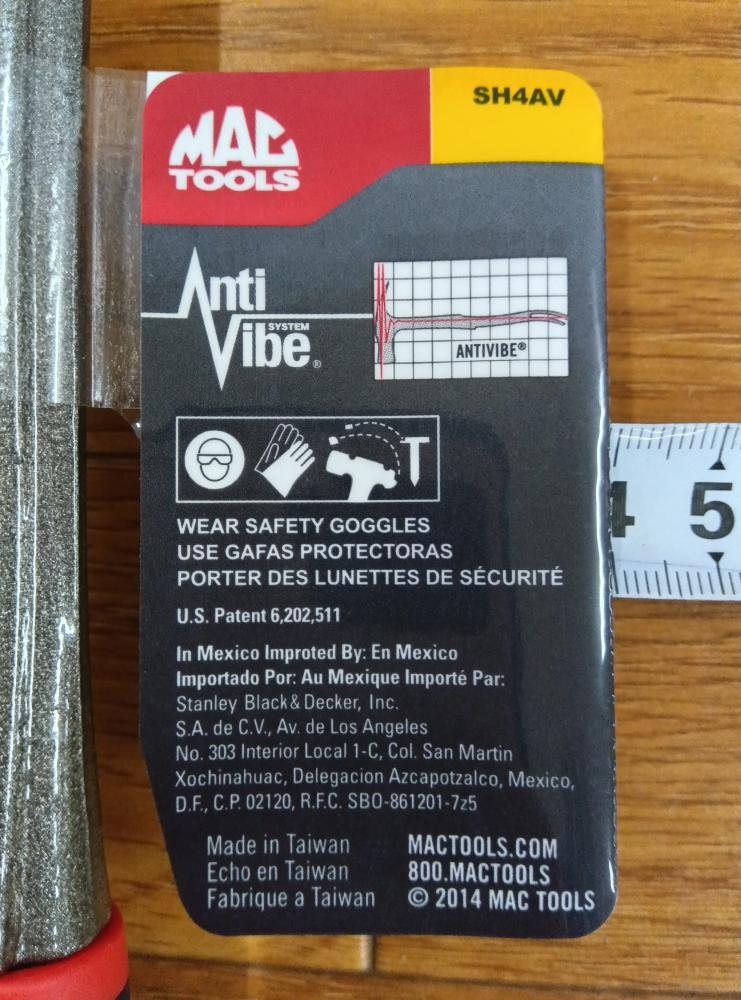 MAC
TOOLS
SH4AV
Anti
Vibe®
SYSTEM
ANTIVIBE®
WEAR SAFETY GOGGLES
USE GAFAS PROTECTORAS
PORTER DES LUNETTES DE SÉCURITÉ
U.S. Patent 6,202,511
In Mexico Improted By: En Mexico
Importado Por: Au Mexique Importé Par:
Stanley Black & Decker, Inc.
S.A. de C.V., Av. de Los Angeles
No. 303 Interior Local 1-C, Col. San Martin
Xochinahuac, Delegacion Azcapotzalco, Mexico,
D.F., C.P. 02120, R.F.C. SBO-861201-7z5
Made in Taiwan
Echo en Taiwan
Fabrique a Taiwan
MACTOOLS.COM
800.MACTOOLS
© 2014 MAC TOOLS
4 5